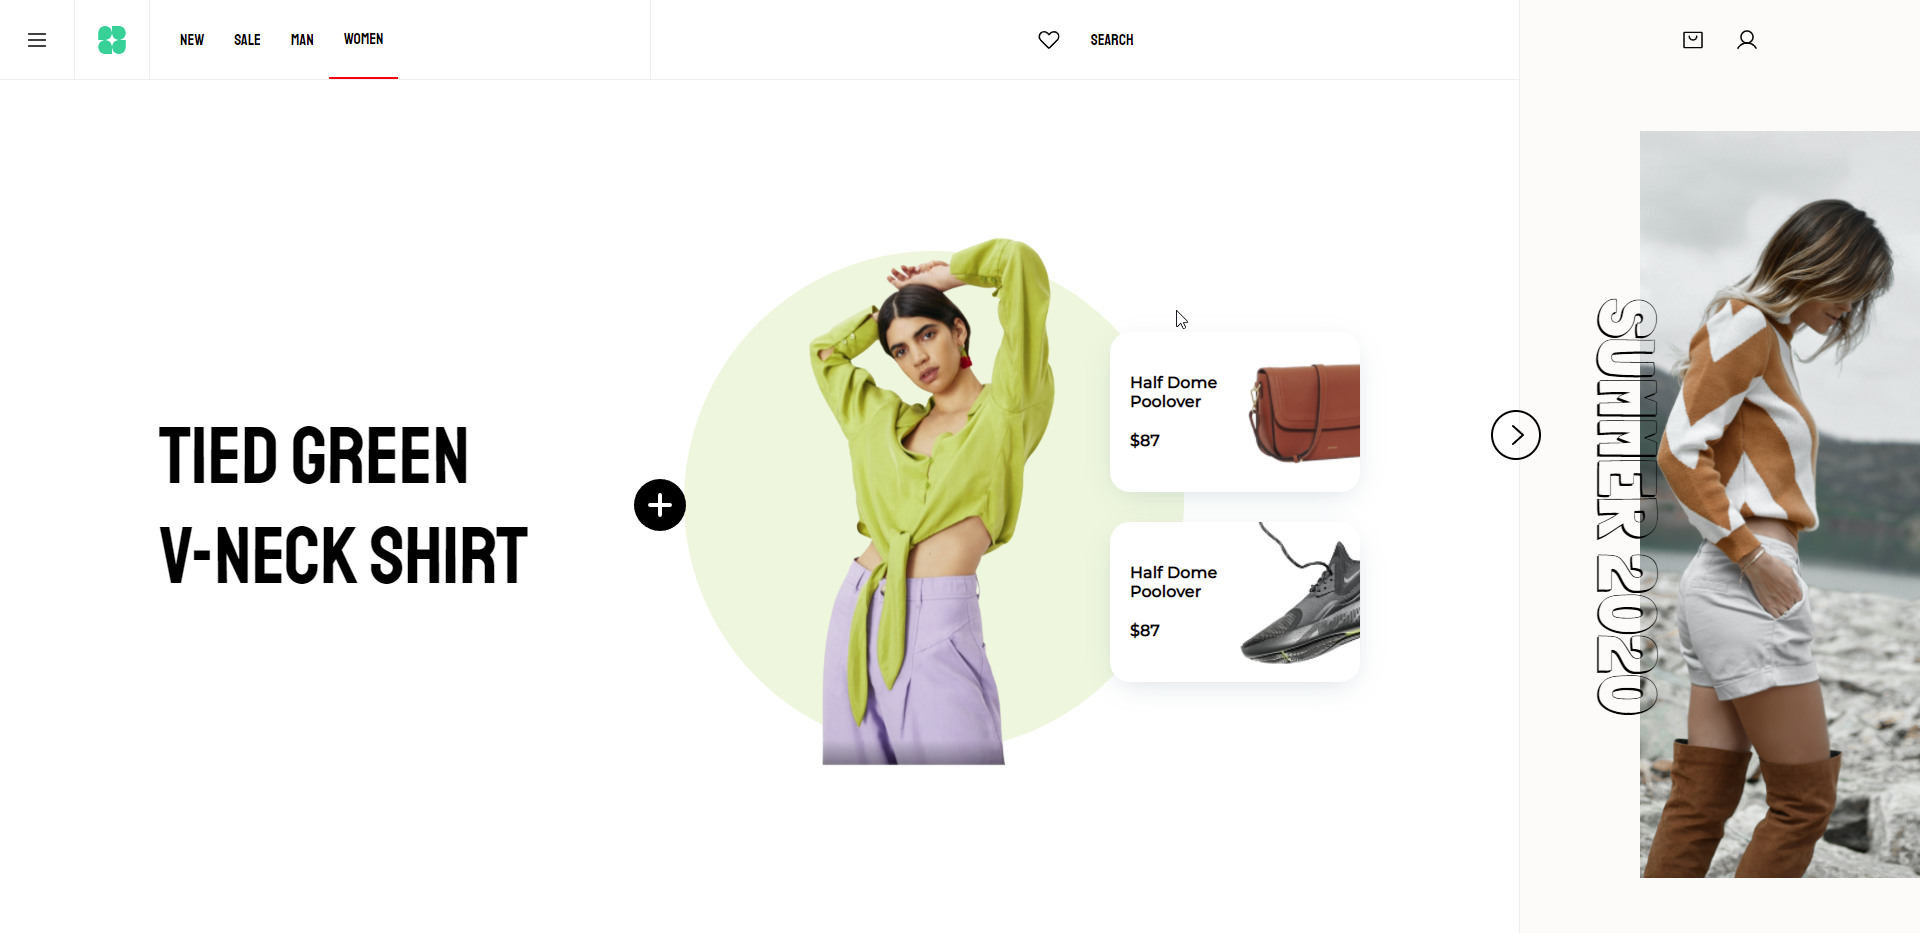 NEW
SALE
MAN
WOMEN
SEARCH
TIED GREEN
V-NECK SHIRT
Half Dome
Poolover
$87
Half Dome
Poolover
$87
SUMMER 2020